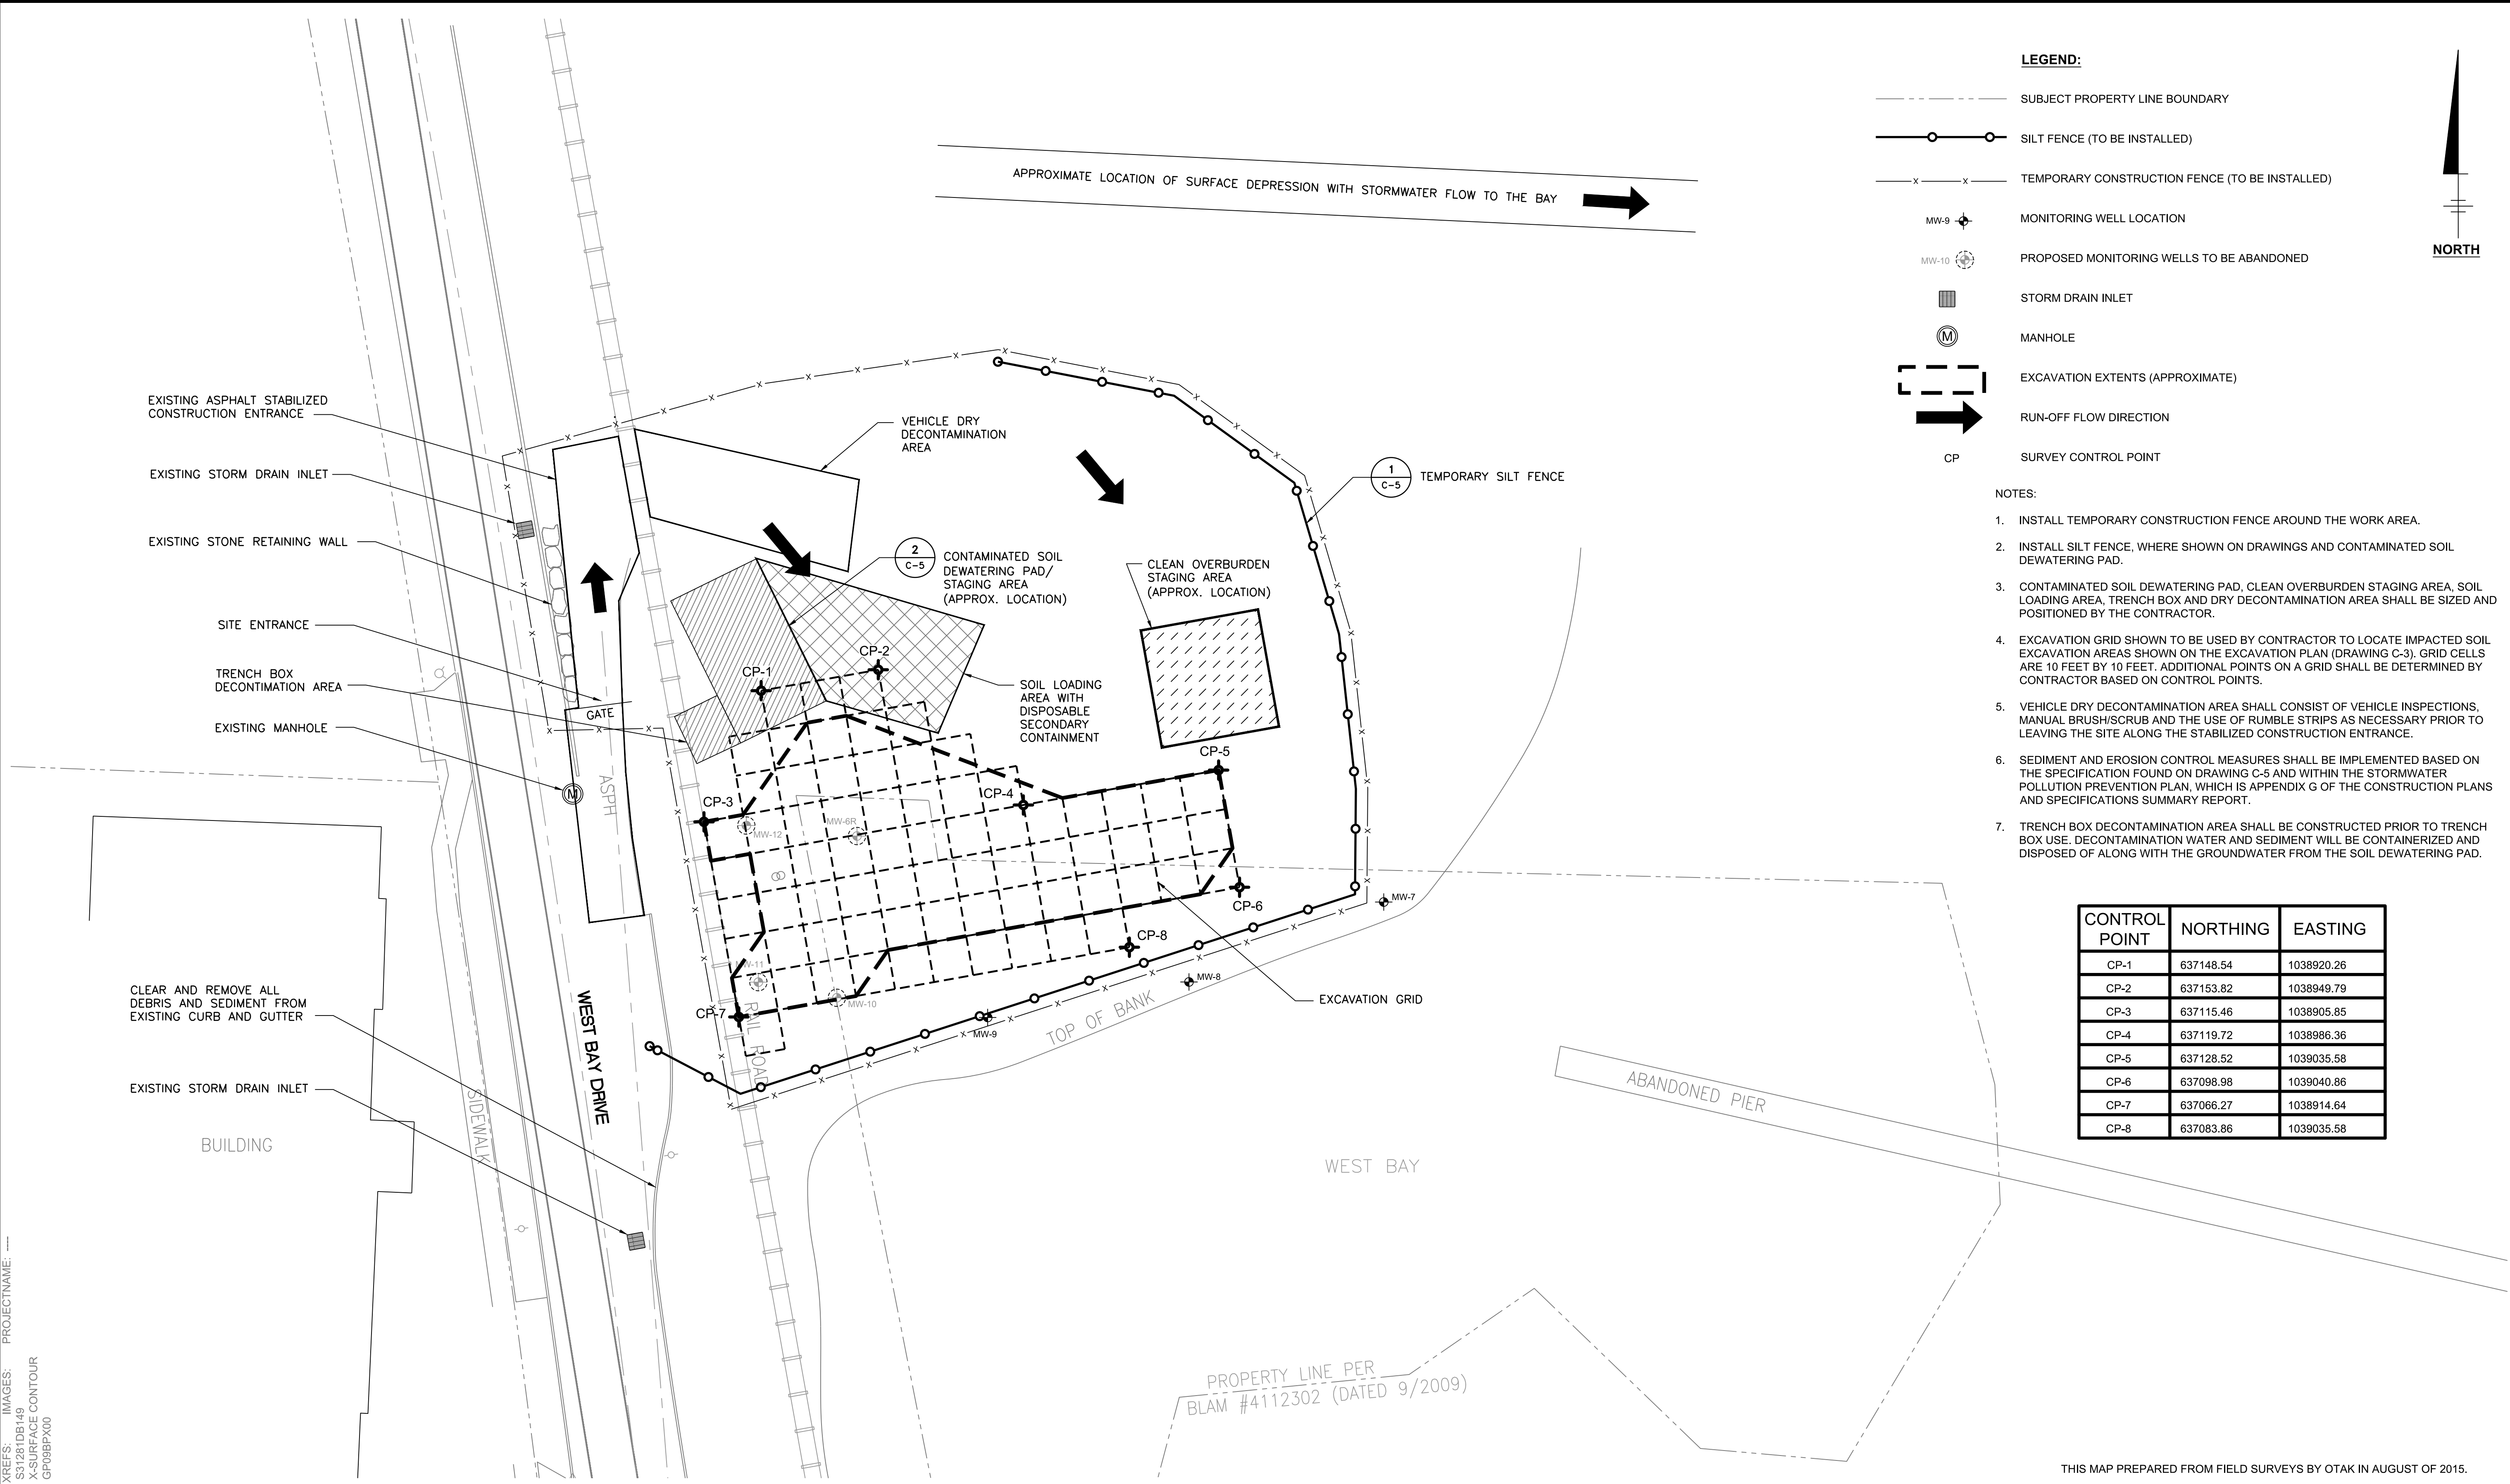 APPROXIMATE LOCATION OF SURFACE DEPRESSION WITH STORMWATER FLOW TO THE BAY
EXISTING ASPHALT STABILIZED
CONSTRUCTION ENTRANCE
EXISTING STORM DRAIN INLET
EXISTING STONE RETAINING WALL
SITE ENTRANCE
TRENCH BOX
DECONTIMATION AREA
EXISTING MANHOLE
CLEAR AND REMOVE ALL
DEBRIS AND SEDIMENT FROM
EXISTING CURB AND GUTTER
EXISTING STORM DRAIN INLET
BUILDING
SIDEWALK
WEST BAY DRIVE
ASPH
GATE
M
RAIL ROAD
VEHICLE DRY
DECONTAMINATION
AREA
2
C-5
CONTAMINATED SOIL
DEWATERING PAD/
STAGING AREA
(APPROX. LOCATION)
CLEAN OVERBURDEN
STAGING AREA
(APPROX. LOCATION)
1
C-5
TEMPORARY SILT FENCE
SOIL LOADING
AREA WITH
DISPOSABLE
SECONDARY
CONTAINMENT
CP-1
CP-2
CP-3
CP-4
CP-5
CP-6
CP-7
CP-8
MW-12
MW-6R
MW-11
MW-10
MW-9
MW-8
MW-7
EXCAVATION GRID
TOP OF BANK
WEST BAY
ABANDONED PIER
PROPERTY LINE PER
BLAM #4112302 (DATED 9/2009)
LEGEND:
SUBJECT PROPERTY LINE BOUNDARY
SILT FENCE (TO BE INSTALLED)
TEMPORARY CONSTRUCTION FENCE (TO BE INSTALLED)
MW-9 MONITORING WELL LOCATION
MW-10 PROPOSED MONITORING WELLS TO BE ABANDONED
STORM DRAIN INLET
M MANHOLE
EXCAVATION EXTENTS (APPROXIMATE)
RUN-OFF FLOW DIRECTION
CP SURVEY CONTROL POINT
NORTH
NOTES:
1. INSTALL TEMPORARY CONSTRUCTION FENCE AROUND THE WORK AREA.
2. INSTALL SILT FENCE, WHERE SHOWN ON DRAWINGS AND CONTAMINATED SOIL
DEWATERING PAD.
3. CONTAMINATED SOIL DEWATERING PAD, CLEAN OVERBURDEN STAGING AREA, SOIL
LOADING AREA, TRENCH BOX AND DRY DECONTAMINATION AREA SHALL BE SIZED AND
POSITIONED BY THE CONTRACTOR.
4. EXCAVATION GRID SHOWN TO BE USED BY CONTRACTOR TO LOCATE IMPACTED SOIL
EXCAVATION AREAS SHOWN ON THE EXCAVATION PLAN (DRAWING C-3). GRID CELLS
ARE 10 FEET BY 10 FEET. ADDITIONAL POINTS ON A GRID SHALL BE DETERMINED BY
CONTRACTOR BASED ON CONTROL POINTS.
5. VEHICLE DRY DECONTAMINATION AREA SHALL CONSIST OF VEHICLE INSPECTIONS,
MANUAL BRUSH/SCRUB AND THE USE OF RUMBLE STRIPS AS NECESSARY PRIOR TO
LEAVING THE SITE ALONG THE STABILIZED CONSTRUCTION ENTRANCE.
6. SEDIMENT AND EROSION CONTROL MEASURES SHALL BE IMPLEMENTED BASED ON
THE SPECIFICATION FOUND ON DRAWING C-5 AND WITHIN THE STORMWATER
POLLUTION PREVENTION PLAN, WHICH IS APPENDIX G OF THE CONSTRUCTION PLANS
AND SPECIFICATIONS SUMMARY REPORT.
7. TRENCH BOX DECONTAMINATION AREA SHALL BE CONSTRUCTED PRIOR TO TRENCH
BOX USE. DECONTAMINATION WATER AND SEDIMENT WILL BE CONTAINERIZED AND
DISPOSED OF ALONG WITH THE GROUNDWATER FROM THE SOIL DEWATERING PAD.
CONTROL POINT NORTHING EASTING
CP-1 637148.54 1038920.26
CP-2 637153.82 1038949.79
CP-3 637115.46 1038905.85
CP-4 637119.72 1038986.36
CP-5 637128.52 1039035.58
CP-6 637098.98 1039040.86
CP-7 637066.27 1038914.64
CP-8 637083.86 1039035.58
THIS MAP PREPARED FROM FIELD SURVEYS BY OTAK IN AUGUST OF 2015.
XREFS: IMAGES: PROJECTNAME: ----
S31281DB149
X-SURFACE CONTOUR
GP09BPX00